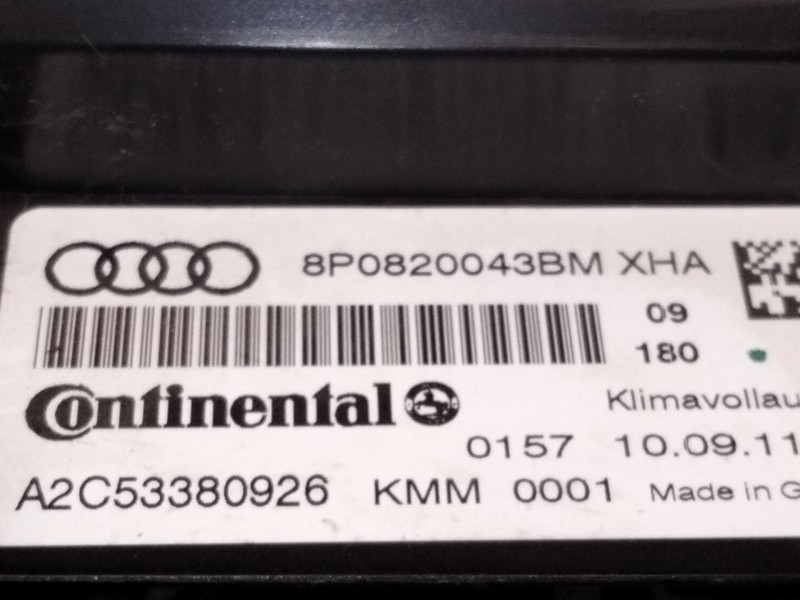 8P0820043BM XHA
09
180
Continental
Klimavollau
0157 10.09.11
A2C53380926 KMM 0001 Made in G